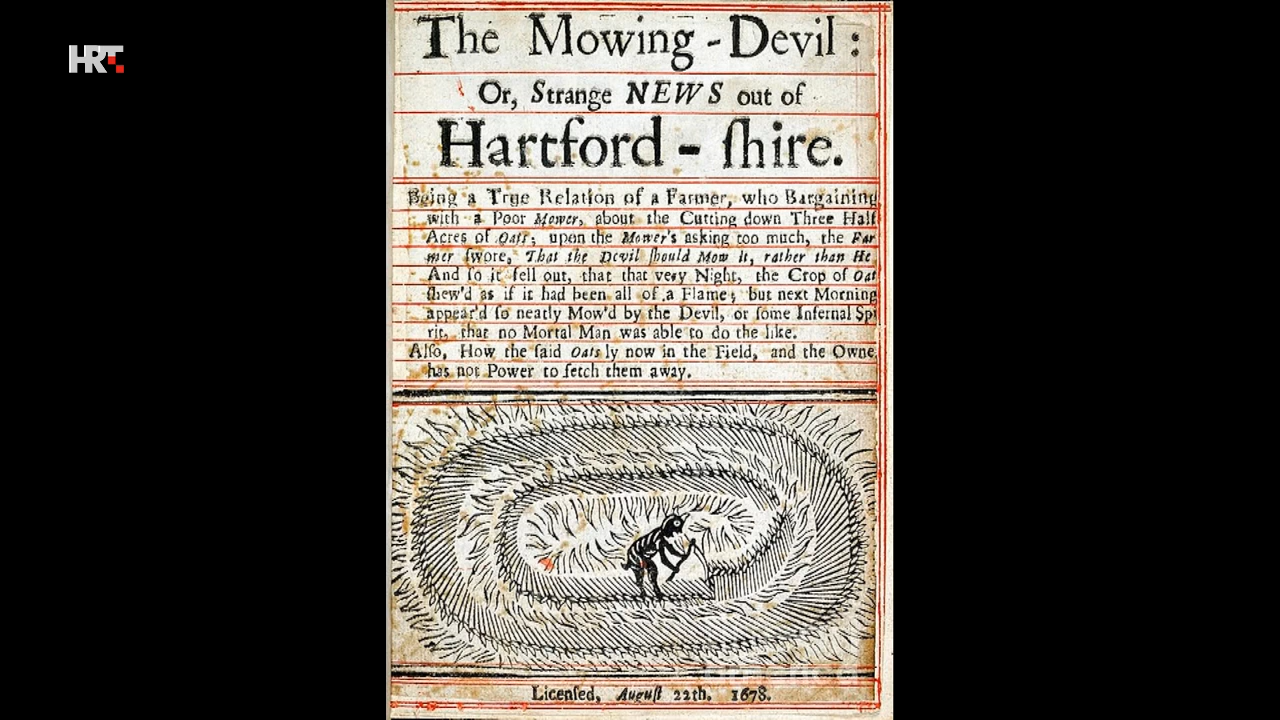 HRT
The Mowing-Devil:
Or, Strange NEWS out of
Hartford-ſhire.
Being a True Relation of a Farmer, who Bargaining
with a Poor Mower, about the Cutting down Three Half
Acres of Oats; upon the Mower's asking too much, the Far
mer ſwore, That the Devil ſhould Mow it, rather than He
And ſo it fell out, that that very Night, the Crop of Oat
ſhew'd as if it had been all of a Flame; but next Morning
appear'd ſo neatly Mow'd by the Devil, or ſome Infernal Spi
rit, that no Mortal Man was able to do the like.
Alſo, How the ſaid Oats ly now in the Field, and the Owne
has not Power to fetch them away.
Licenſed, Auguſt 22th. 1678.